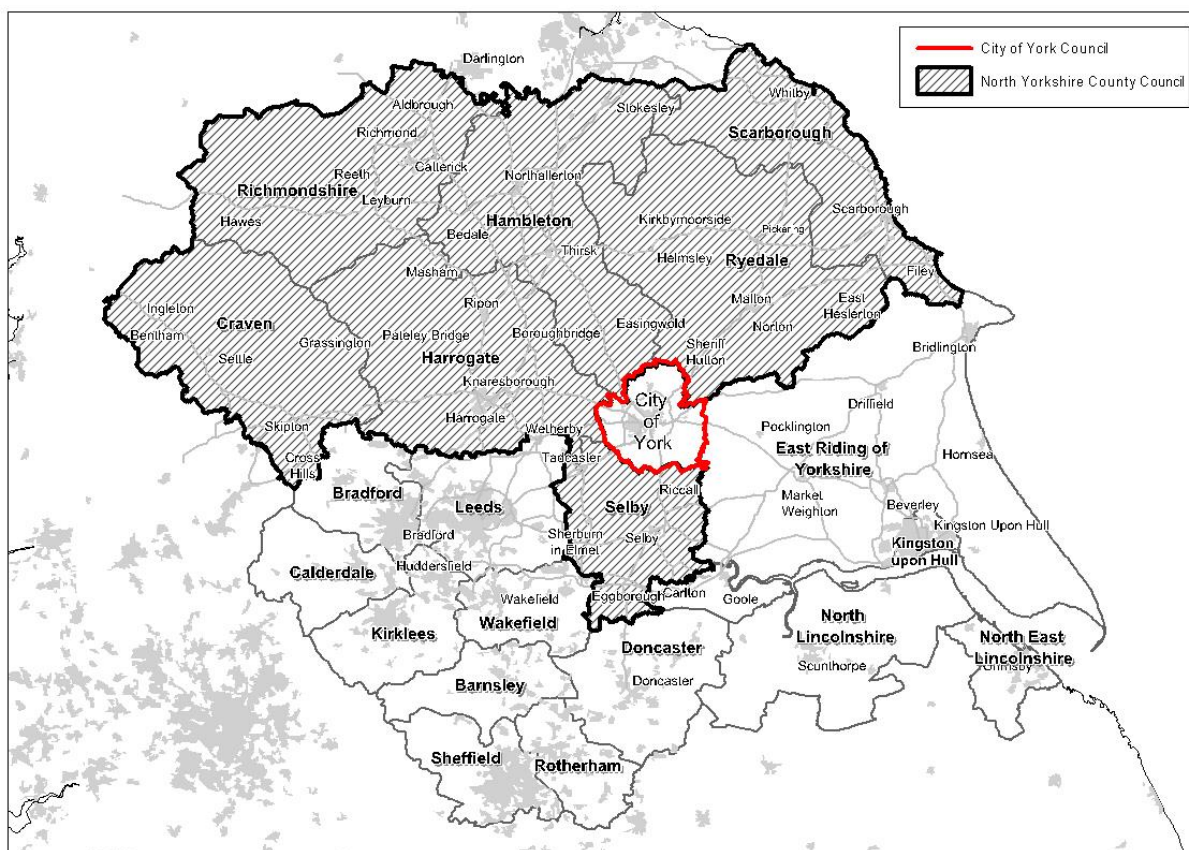 City of York Council
North Yorkshire County Council
Darlington
Aldbrough
Stokesley
Whitby
Richmond
Scarborough
Catterick
Reeth
Northallerton
Richmondshire
Leyburn
Scarborough
Hawes
Hambleton
Kirkbymoorside
Bedale
Pickering
Thirsk
Helmsley
Ryedale
Masham
Filey
Ingleton
Ripon
Malton
East
Heslerton
Craven
Bentham
Pateley Bridge
Boroughbridge
Easingwold
Norton
Grassington
Settle
Harrogate
Sheriff
Hutton
Bridlington
Knaresborough
City
of
York
Driffield
Harrogate
Skipton
Wetherby
Pocklington
East Riding of
Yorkshire
Cross
Hills
Tadcaster
Hornsea
Bradford
Leeds
Riccall
Selby
Market
Weighton
Beverley
Kingston Upon Hull
Bradford
Sherburn
in Elmet
Selby
Kingston
upon Hull
Calderdale
Huddersfield
Wakefield
Eggborough
Carlton
Goole
Kirklees
Wakefield
North
Lincolnshire
Doncaster
North East
Lincolnshire
Scunthorpe
Grimsby
Barnsley
Doncaster
Sheffield
Rotherham